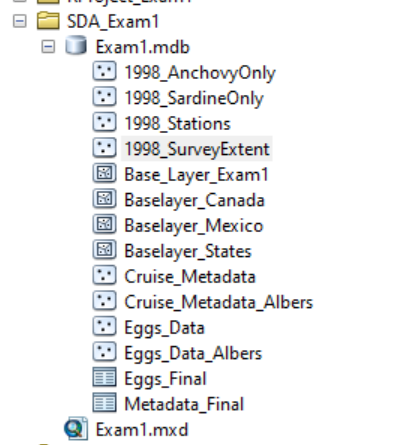 SDA_Exam1
Exam1.mdb
1998_AnchovyOnly
1998_SardineOnly
1998_Stations
1998_SurveyExtent
Base_Layer_Exam1
Baselayer_Canada
Baselayer_Mexico
Baselayer_States
Cruise_Metadata
Cruise_Metadata_Albers
Eggs_Data
Eggs_Data_Albers
Eggs_Final
Metadata_Final
Exam1.mxd